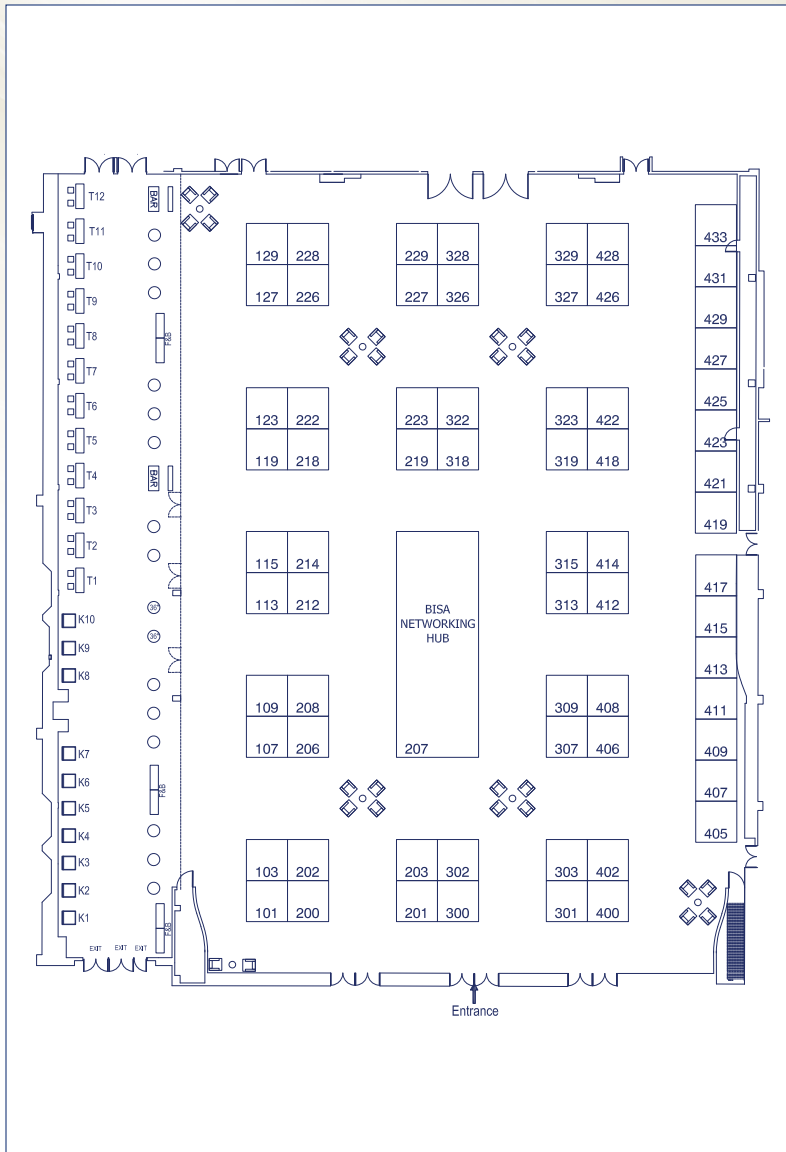 T12
BAR
T11
T10
T9
T8
F&B
T7
T6
T5
T4
BAR
T3
T2
T1
K10
36"
K9
36"
K8
K7
K6
K5
F&B
K4
K3
K2
K1
F&B
EXIT EXIT EXIT
129 228 229 328 329 428
127 226 227 326 327 426
123 222 223 322 323 422
119 218 219 318 319 418
115 214 315 414
113 212 313 412
BISA
NETWORKING
HUB
109 208 309 408
107 206 207 307 406
103 202 203 302 303 402
101 200 201 300 301 400
433
431
429
427
425
423
421
419
417
415
413
411
409
407
405
Entrance